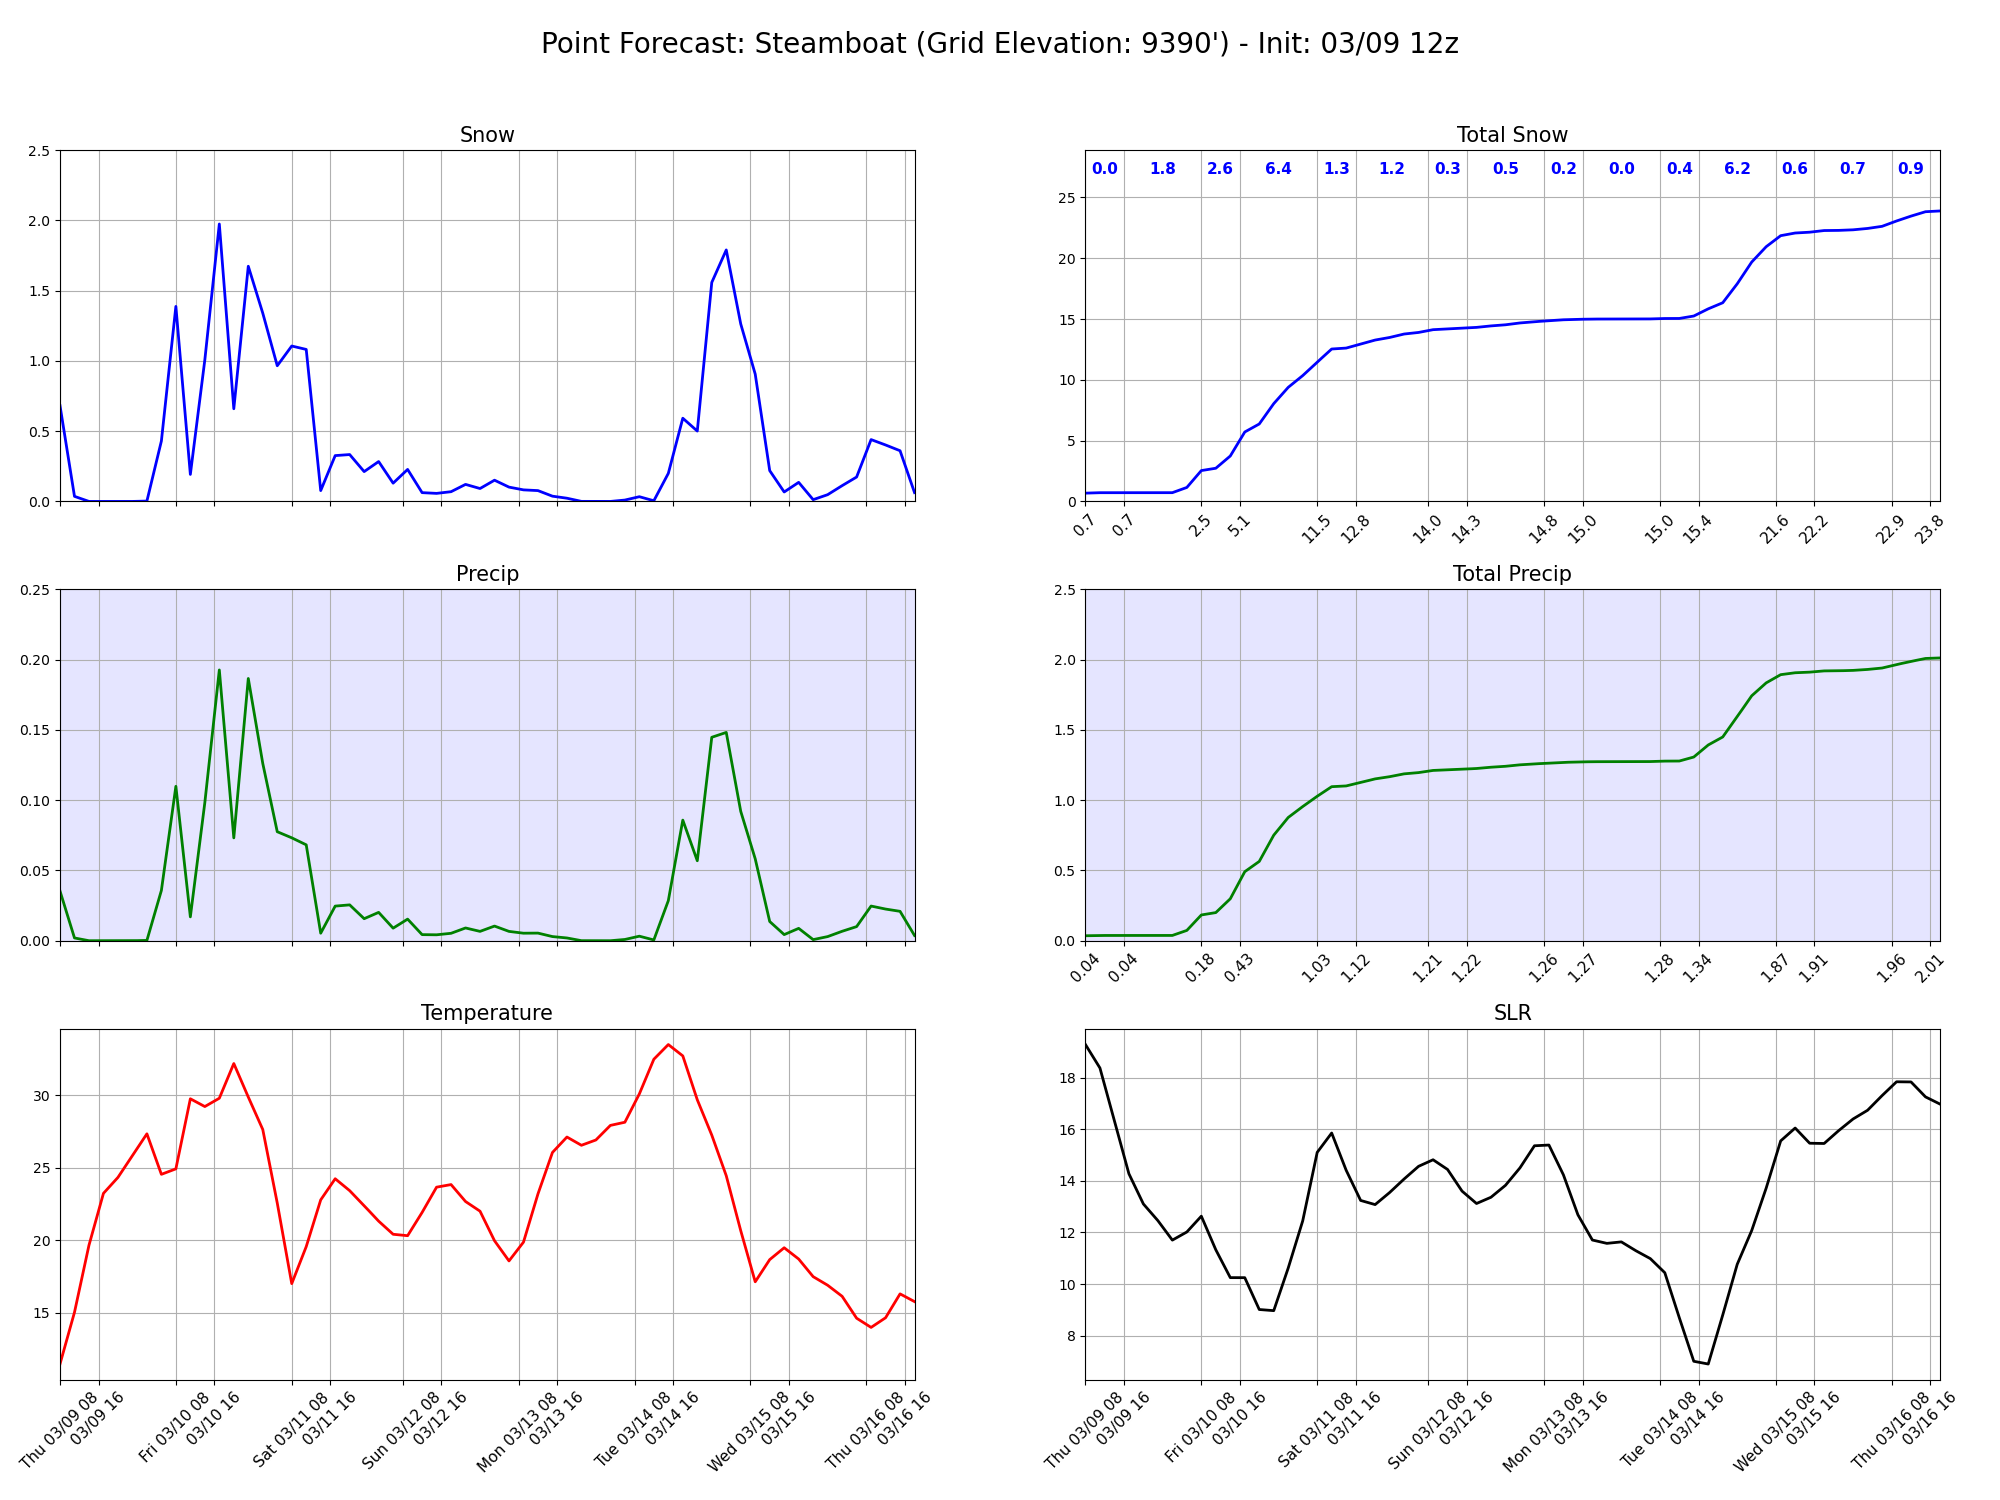 Point Forecast: Steamboat (Grid Elevation: 9390') - Init: 03/09 12z
Snow
2.5
2.0
1.5
1.0
0.5
0.0
Total Snow
0.0 1.8 2.6 6.4 1.3 1.2 0.3 0.5 0.2 0.0 0.4 6.2 0.6 0.7 0.9
25
20
15
10
5
0
0.7 0.7 2.5 5.1 11.5 12.8 14.0 14.3 14.8 15.0 15.0 15.4 21.6 22.2 22.9 23.8
Precip
0.25
0.20
0.15
0.10
0.05
0.00
Total Precip
2.5
2.0
1.5
1.0
0.5
0.0
0.04 0.04 0.18 0.43 1.03 1.12 1.21 1.22 1.26 1.27 1.28 1.34 1.87 1.91 1.96 2.01
Temperature
30
25
20
15
Thu 03/09 08 03/09 16 Fri 03/10 08 03/10 16 Sat 03/11 08 03/11 16 Sun 03/12 08 03/12 16 Mon 03/13 08 03/13 16 Tue 03/14 08 03/14 16 Wed 03/15 08 03/15 16 Thu 03/16 08 03/16 16
SLR
18
16
14
12
10
8
Thu 03/09 08 03/09 16 Fri 03/10 08 03/10 16 Sat 03/11 08 03/11 16 Sun 03/12 08 03/12 16 Mon 03/13 08 03/13 16 Tue 03/14 08 03/14 16 Wed 03/15 08 03/15 16 Thu 03/16 08 03/16 16